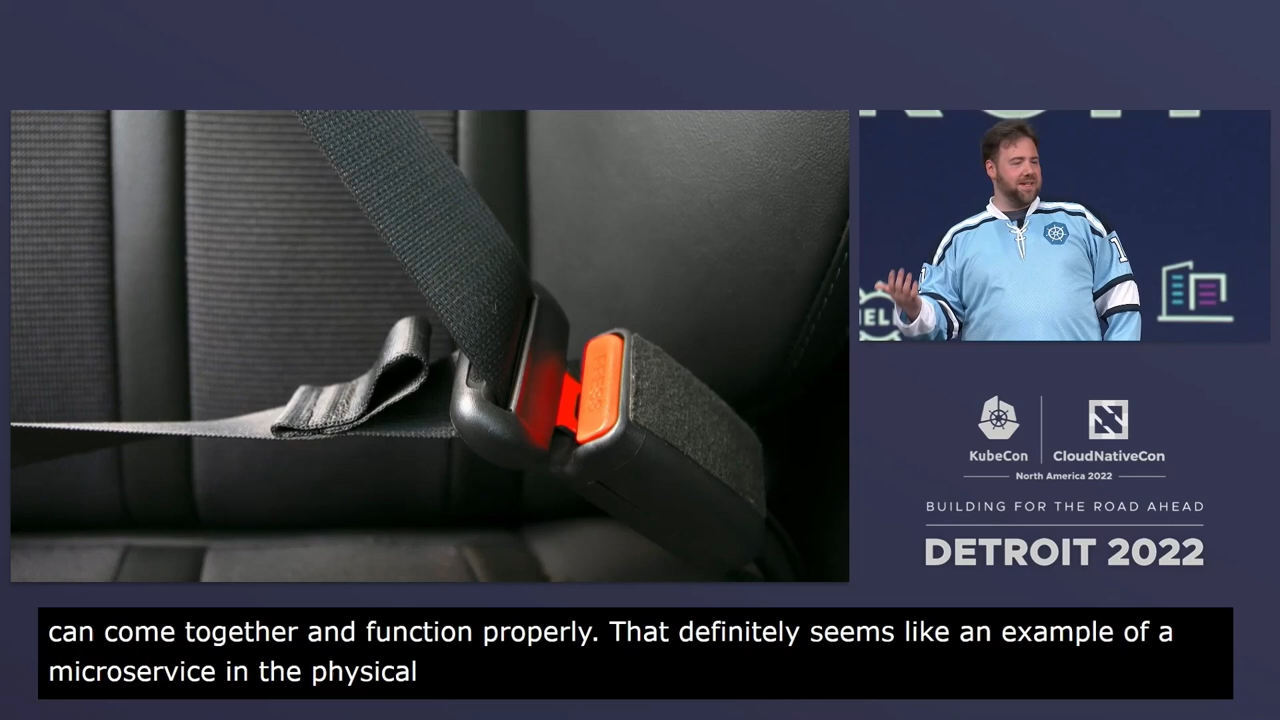 PRESS
KubeCon
CloudNativeCon
North America 2022
BUILDING FOR THE ROAD AHEAD
DETROIT 2022
can come together and function properly. That definitely seems like an example of a
microservice in the physical